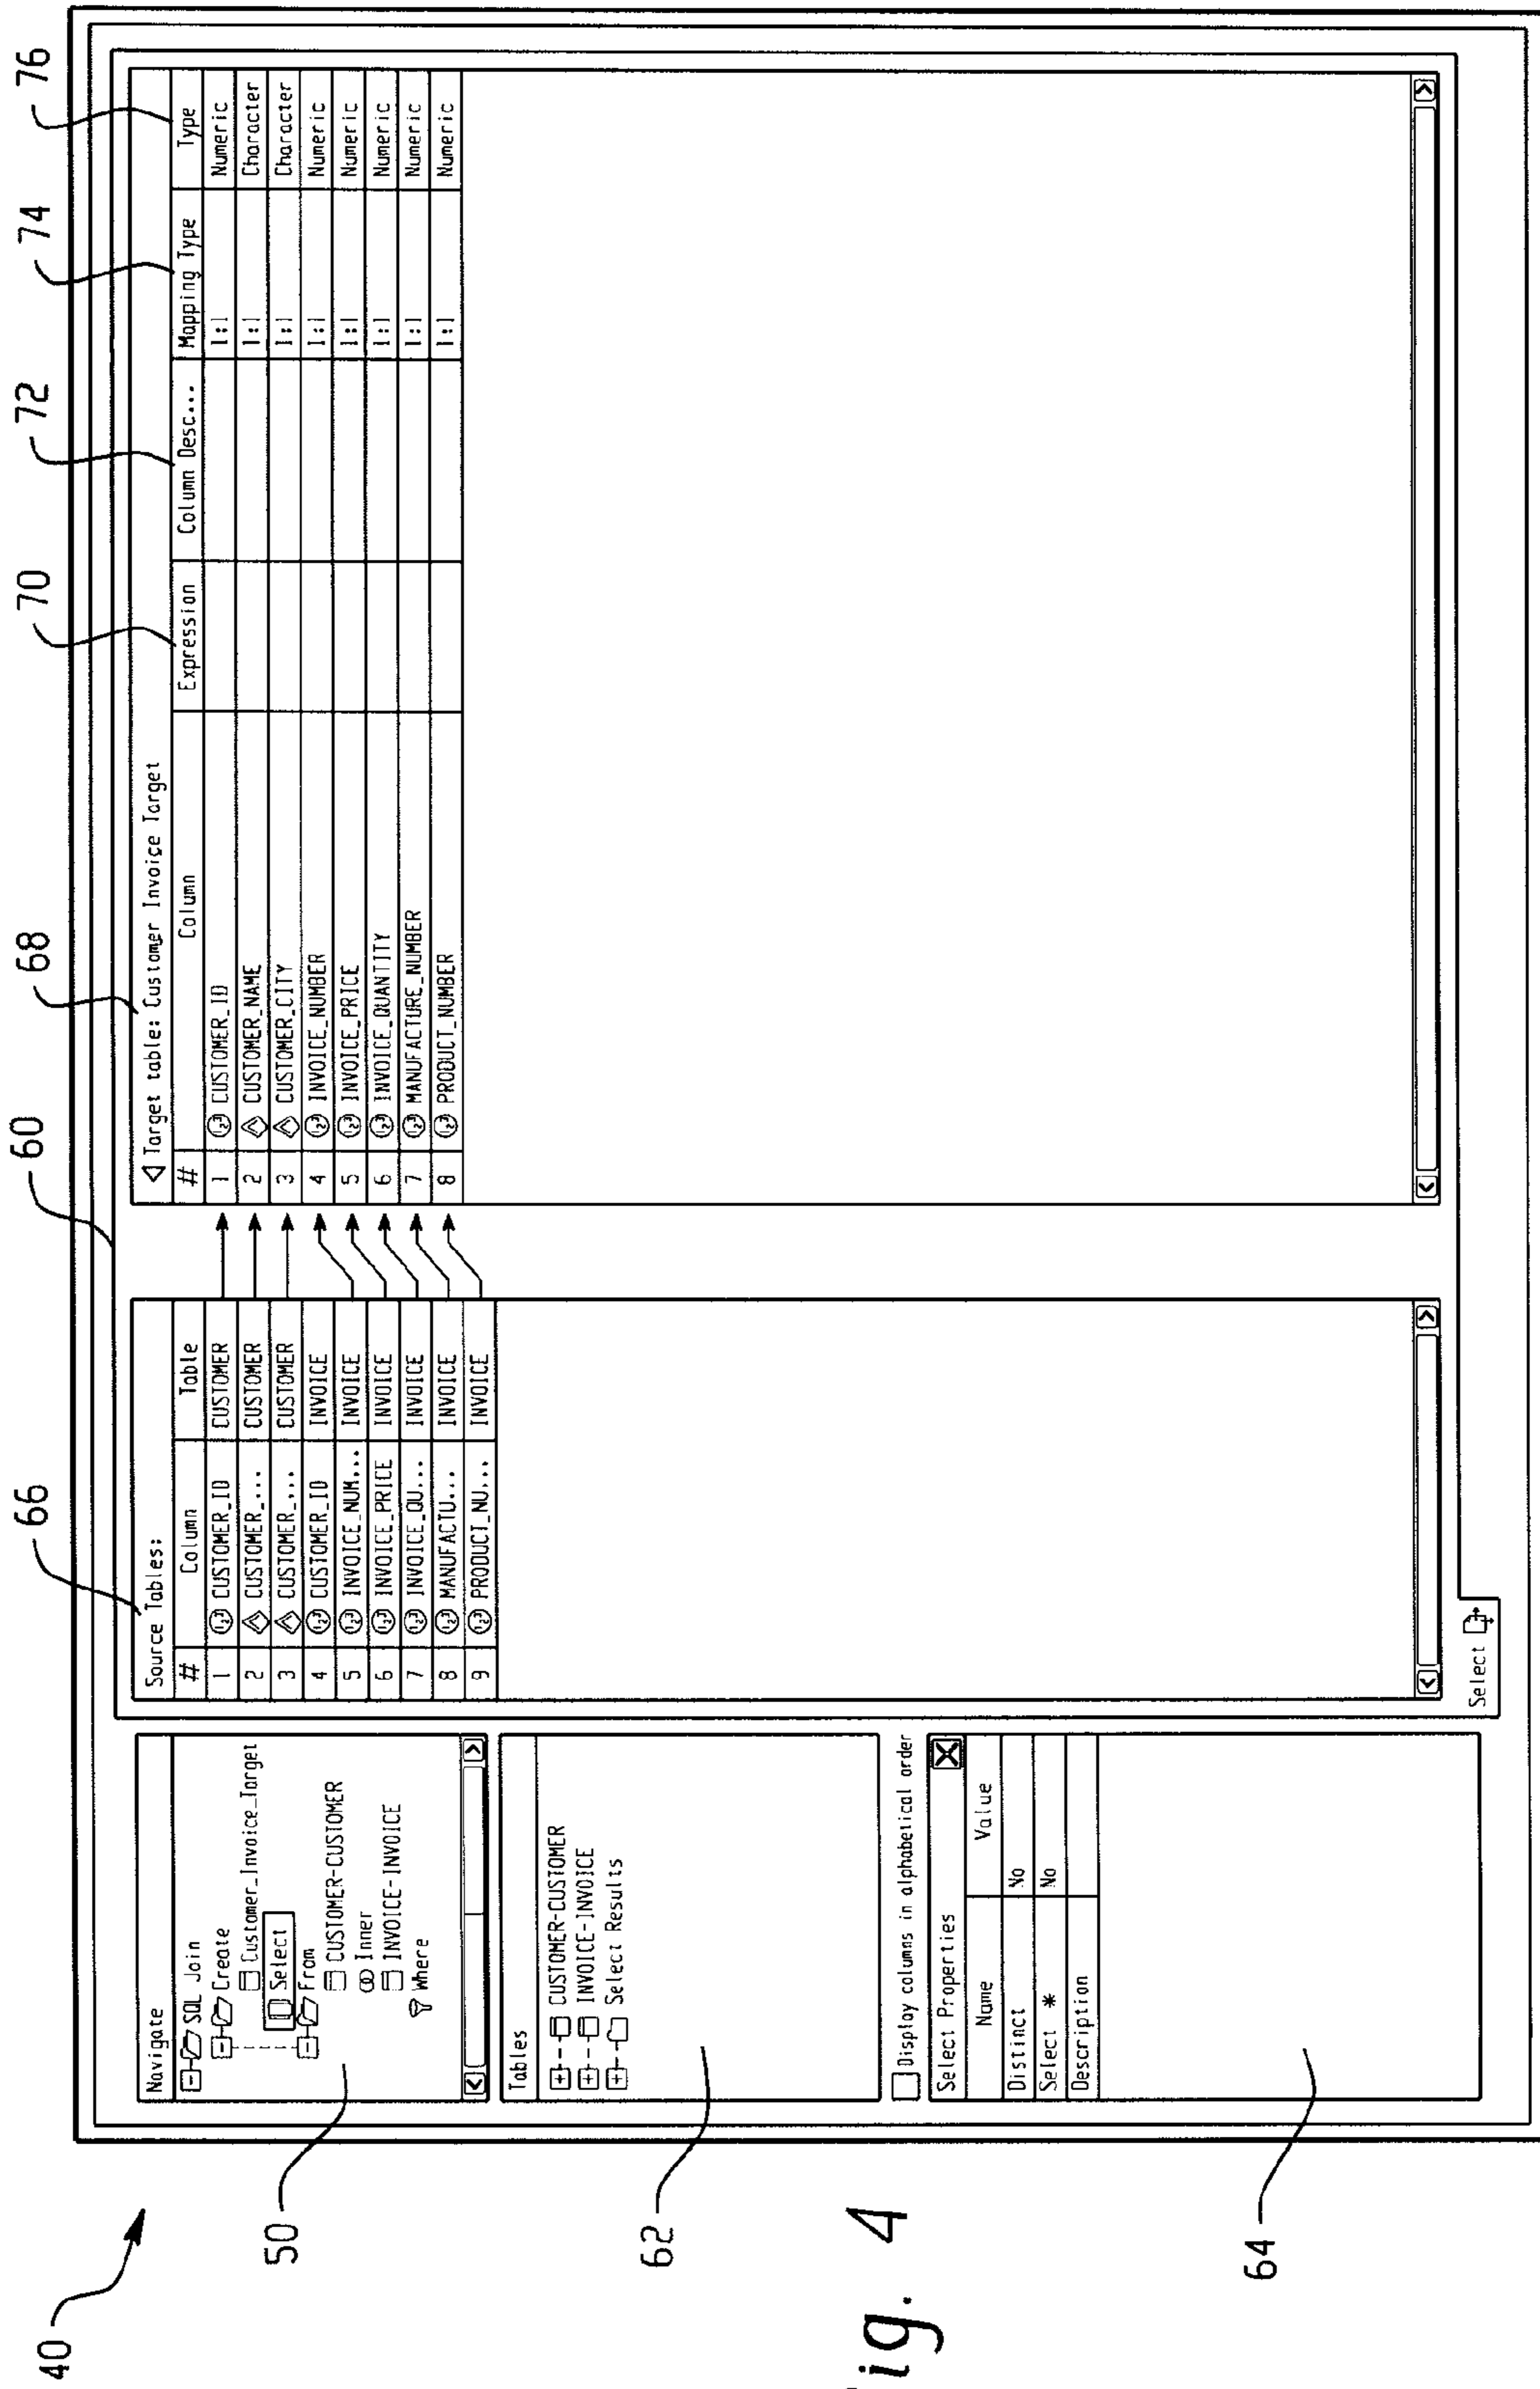 40
60
66
68
70
72
74
76
50
62
64
Navigate
SQL Join
Create
Customer_Invoice_Target
Select
From
CUSTOMER-CUSTOMER
Inner
INVOICE-INVOICE
Where
Tables
CUSTOMER-CUSTOMER
INVOICE-INVOICE
Select Results
Display columns in alphabetical order
Select Properties
Name Value
Distinct No
Select * No
Description
Source Tables:
# Column Table
1 CUSTOMER_ID CUSTOMER
2 CUSTOMER_... CUSTOMER
3 CUSTOMER_... CUSTOMER
4 CUSTOMER_ID INVOICE
5 INVOICE_NUM... INVOICE
6 INVOICE_PRICE INVOICE
7 INVOICE_QU... INVOICE
8 MANUFACTU... INVOICE
9 PRODUCT_NU... INVOICE
Target table: Customer Invoice Target
# Column Expression Column Desc... Mapping Type Type
1 CUSTOMER_ID 1:1 Numeric
2 CUSTOMER_NAME 1:1 Character
3 CUSTOMER_CITY 1:1 Character
4 INVOICE_NUMBER 1:1 Numeric
5 INVOICE_PRICE 1:1 Numeric
6 INVOICE_QUANTITY 1:1 Numeric
7 MANUFACTURE_NUMBER 1:1 Numeric
8 PRODUCT_NUMBER 1:1 Numeric
Select
ig. 4